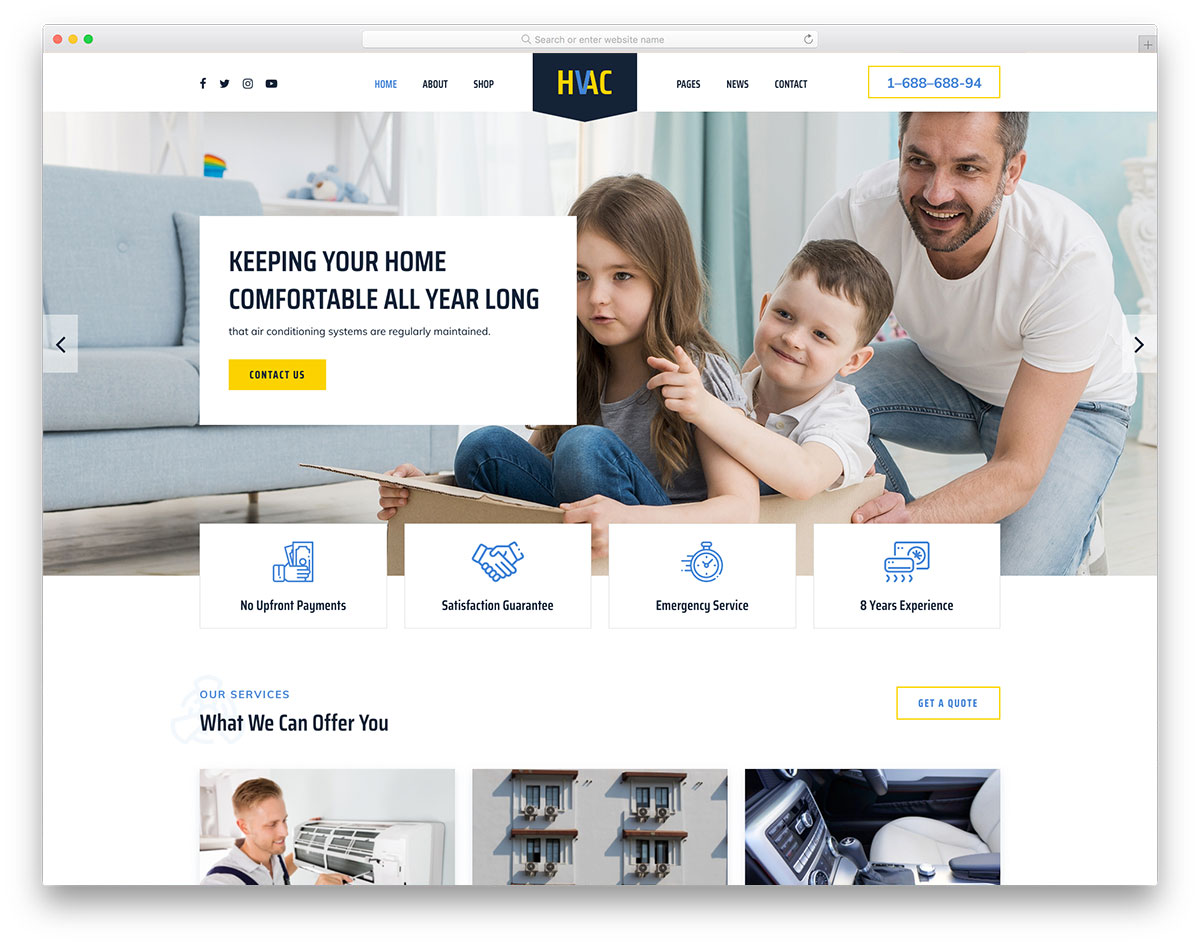 Search or enter website name
HOME
ABOUT
SHOP
HVAC
PAGES
NEWS
CONTACT
1–688–688-94
KEEPING YOUR HOME
COMFORTABLE ALL YEAR LONG
that air conditioning systems are regularly maintained.
CONTACT US
No Upfront Payments
Satisfaction Guarantee
Emergency Service
8 Years Experience
OUR SERVICES
What We Can Offer You
GET A QUOTE